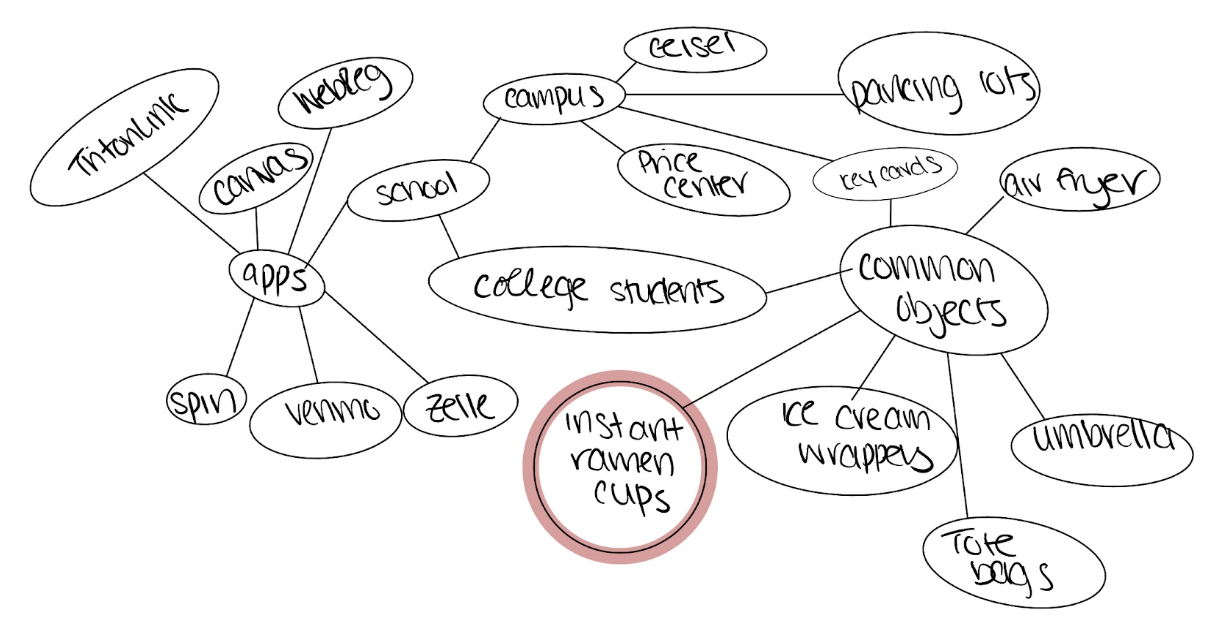 Geisel
parking lots
campus
WebReg
Tritonlink
canvas
school
Price
center
key cards
air fryer
apps
college students
common
objects
spin
venmo
zelle
instant
ramen
cups
ice cream
wrappers
umbrella
Tote
bags